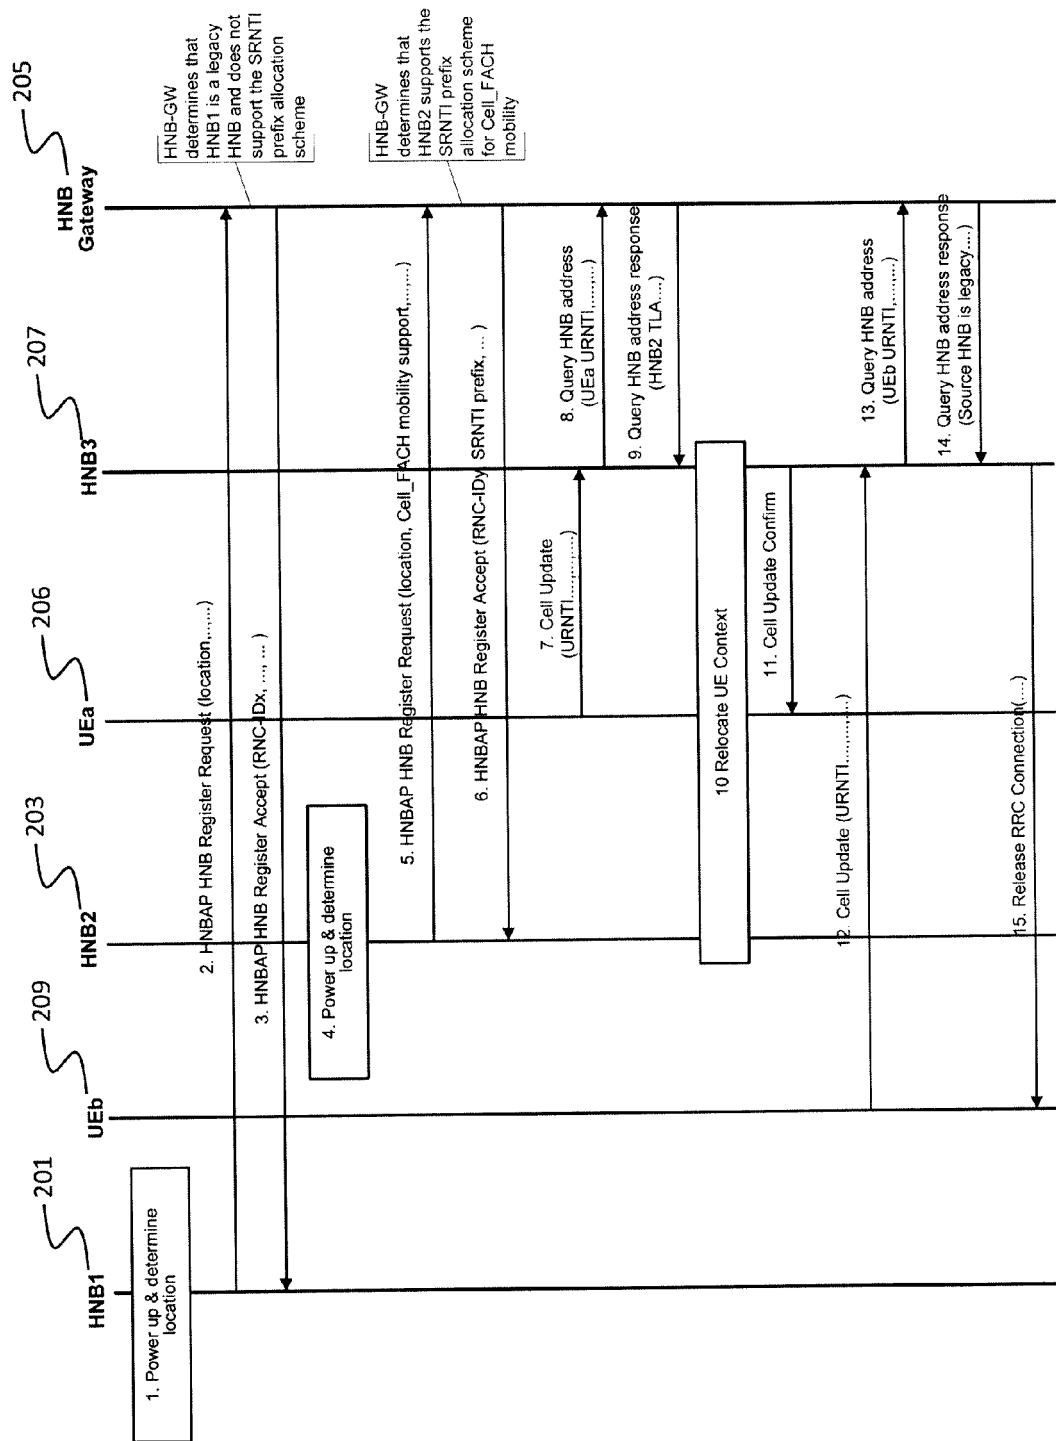 HNB1
201
UEb
209
HNB2
203
UEa
206
HNB3
207
HNB
Gateway
205
1. Power up & determine
location
2. HNBAP HNB Register Request (location,...,...)
HNB-GW
determines that
HNB1 is a legacy
HNB and does not
support the SRNTI
prefix allocation
scheme
3. HNBAP HNB Register Accept (RNC-IDx, ..., ... )
4. Power up & determine
location
5. HNBAP HNB Register Request (location, Cell_FACH mobility support,...,...)
HNB-GW
determines that
HNB2 supports the
SRNTI prefix
allocation scheme
for Cell_FACH
mobility
6. HNBAP HNB Register Accept (RNC-IDy, SRNTI prefix, ...)
7. Cell Update
(URNTI....,...,...,...)
8. Query HNB address
(UEa URNTI,...,...)
9. Query HNB address response
(HNB2 TLA....)
10 Relocate UE Context
11. Cell Update Confirm
12. Cell Update (URNTI....,...,...,...)
13. Query HNB address
(UEb URNTI,...,...)
14. Query HNB address response
(Source HNB is legacy....)
15. Release RRC Connection(....)